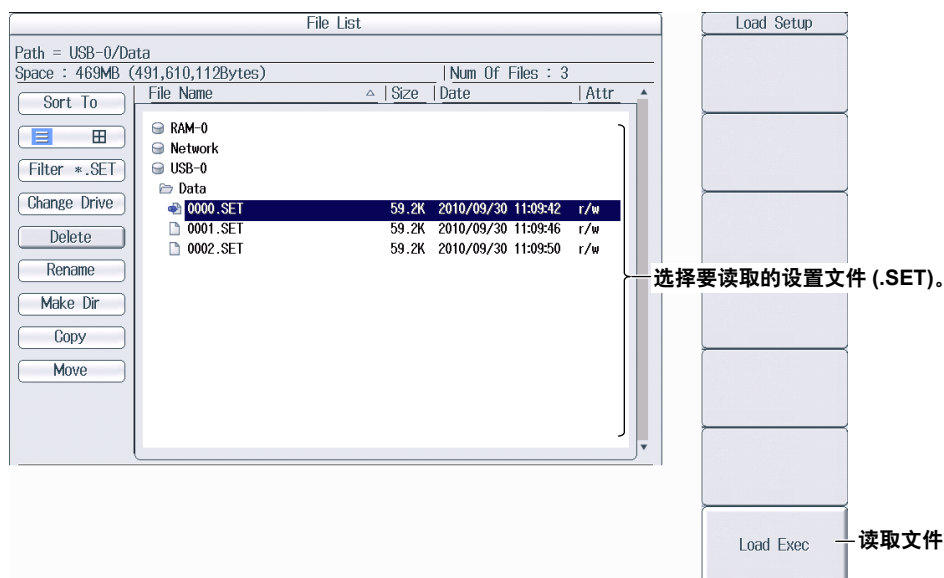 File List
Load Setup
Path = USB-0/Data
Space : 469MB (491,610,112Bytes) Num Of Files : 3
File Name Size Date Attr
Sort To
Filter *.SET
Change Drive
Delete
Rename
Make Dir
Copy
Move
RAM-0
Network
USB-0
Data
0000.SET 59.2K 2010/09/30 11:09:42 r/w
0001.SET 59.2K 2010/09/30 11:09:46 r/w
0002.SET 59.2K 2010/09/30 11:09:50 r/w
选择要读取的设置文件 (.SET)。
Load Exec
读取文件